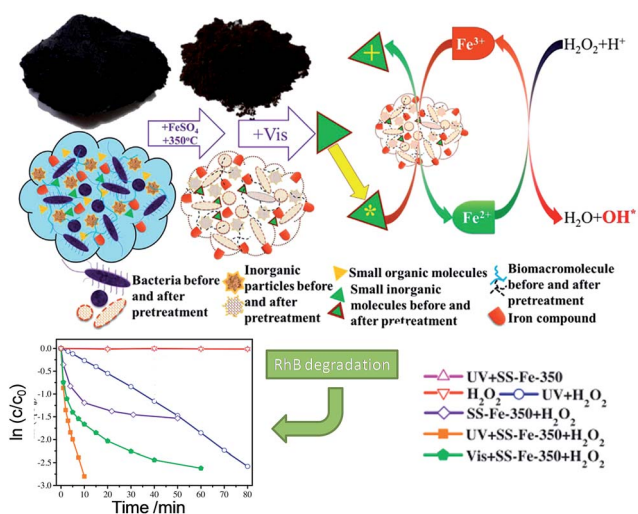 +FeSO₄
+350°C
+Vis
+
*
Fe³⁺
H₂O₂+H⁺
Fe²⁺
H₂O+OH*
Bacteria before
and after
pretreatment
Inorganic
particles before
and after
pretreatment
Small organic molecules
Small inorganic
molecules before and
after pretreatment
Biomacromolecule
before and after
pretreatment
Iron compound
RhB degradation
ln (c/c₀)
0.0
-0.5
-1.0
-1.5
-2.0
-2.5
-3.0
0 10 20 30 40 50 60 70 80
Time /min
UV+SS-Fe-350
H₂O₂ UV+H₂O₂
SS-Fe-350+H₂O₂
UV+SS-Fe-350+H₂O₂
Vis+SS-Fe-350+H₂O₂